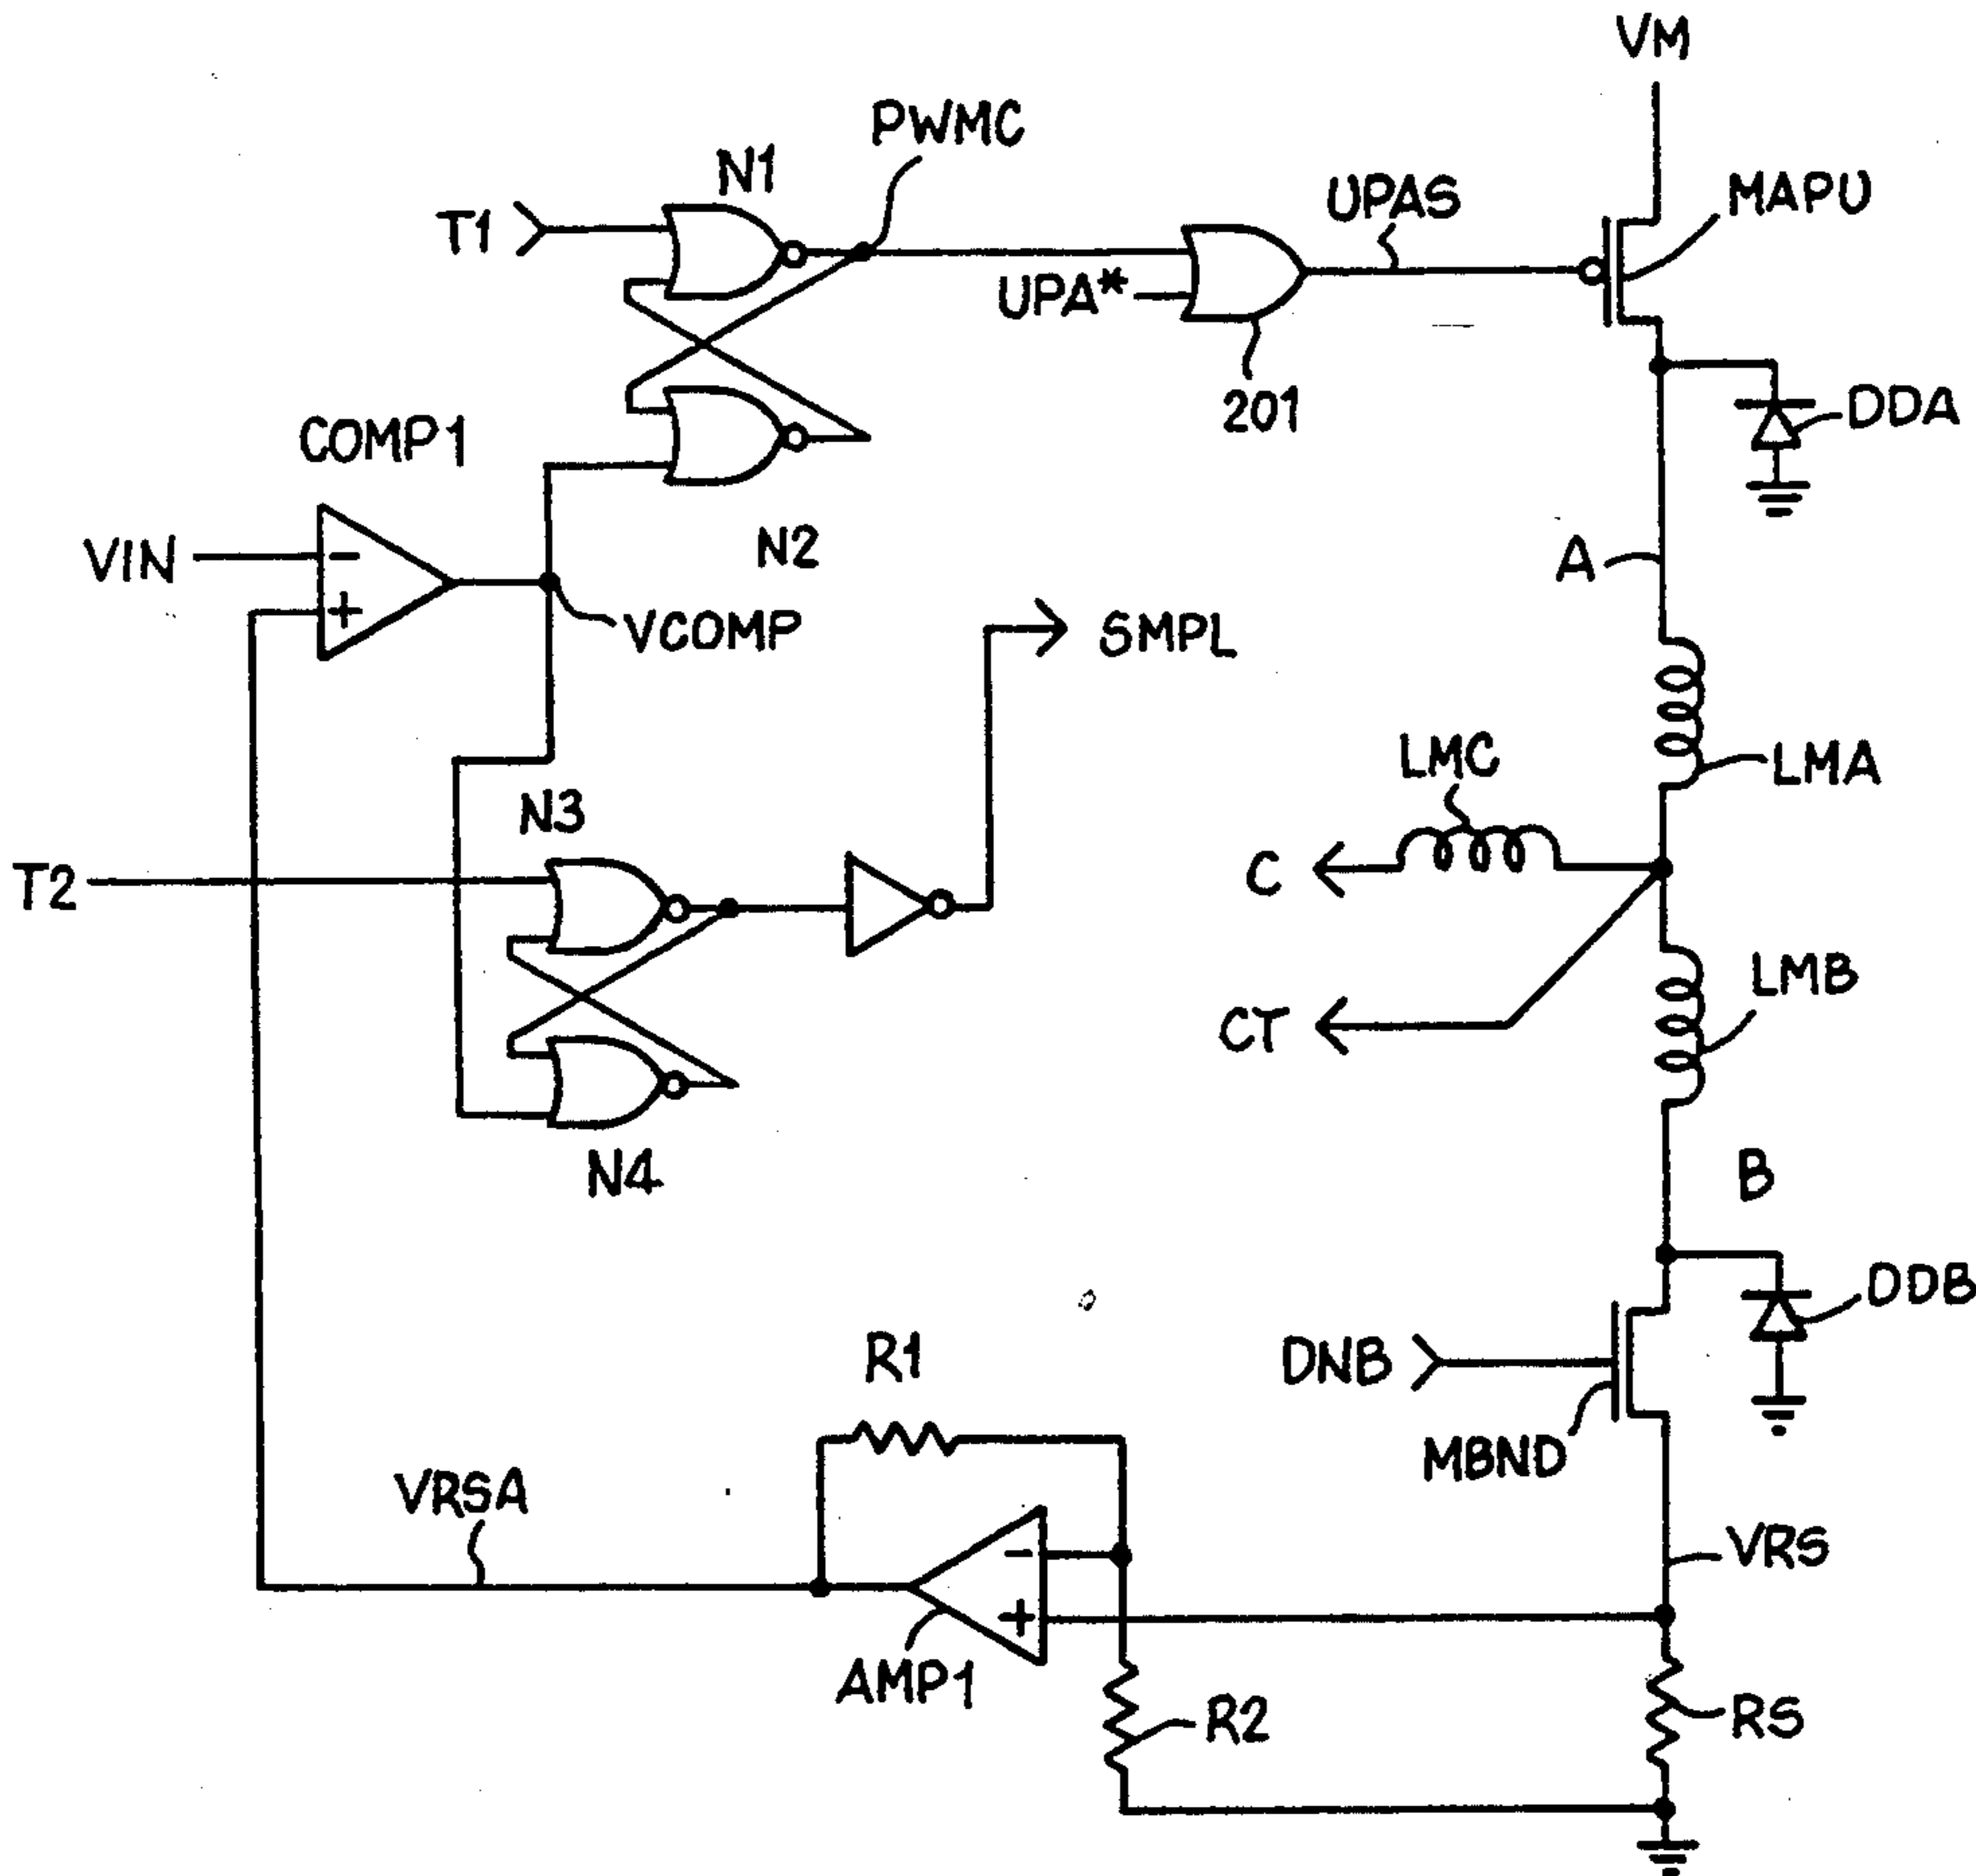 VM
PWMC
N1
UPAS
MAPU
T1
UPA*
201
DDA
COMP1
N2
VIN
-
+
A
VCOMP
SMPL
LMC
LMA
N3
T2
C
CT
LMB
N4
B
DDB
R1
DNB
MBND
VRSA
-
+
VRS
AMP1
R2
RS